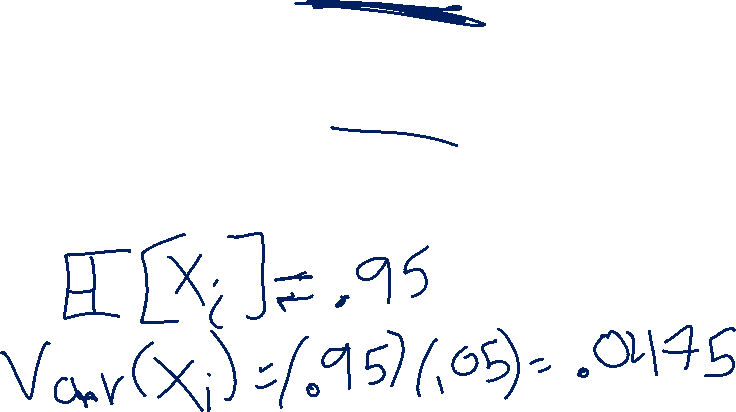 𝔼[Xᵢ] = .95
Var(Xᵢ) = (.95)(.05) = .0475